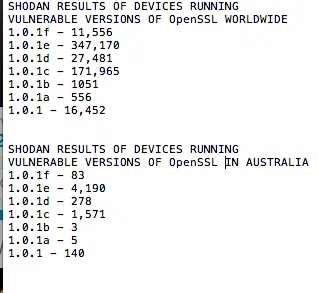 SHODAN RESULTS OF DEVICES RUNNING
VULNERABLE VERSIONS OF OpenSSL WORLDWIDE
1.0.1f – 11,556
1.0.1e – 347,170
1.0.1d – 27,481
1.0.1c – 171,965
1.0.1b – 1051
1.0.1a – 556
1.0.1 – 16,452
SHODAN RESULTS OF DEVICES RUNNING
VULNERABLE VERSIONS OF OpenSSL IN AUSTRALIA
1.0.1f – 83
1.0.1e – 4,190
1.0.1d – 278
1.0.1c – 1,571
1.0.1b – 3
1.0.1a – 5
1.0.1 – 140